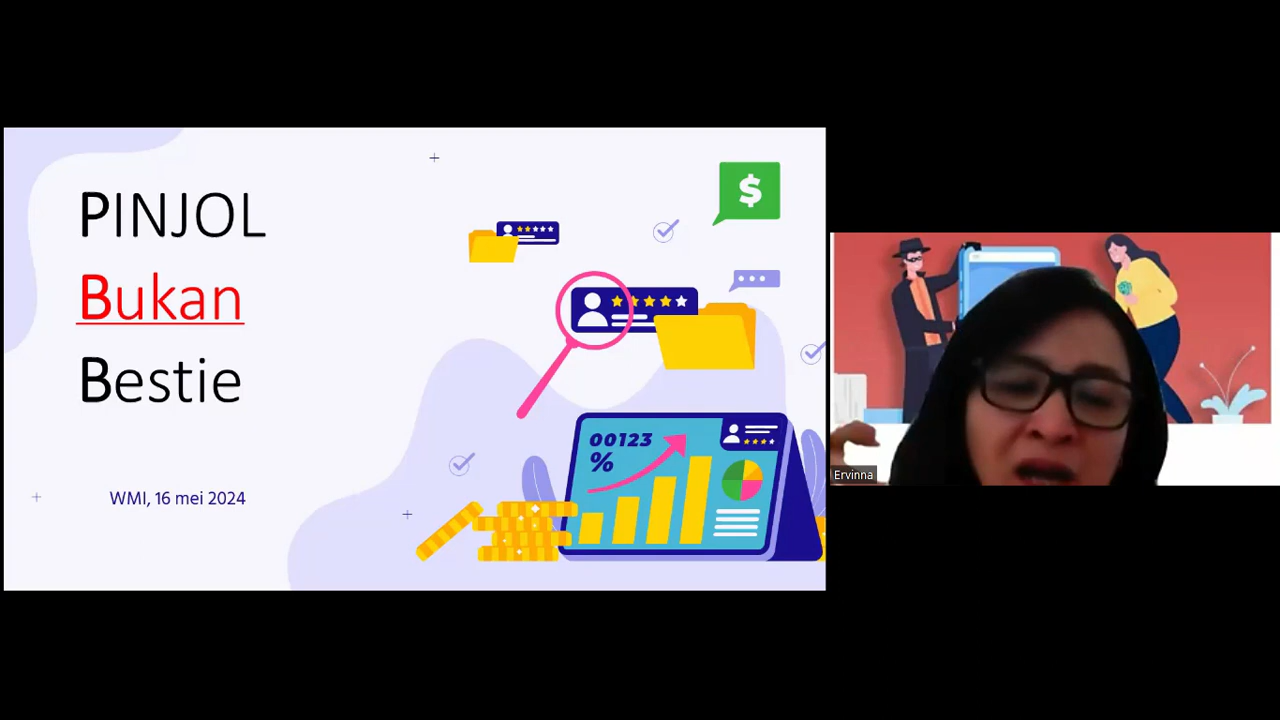 PINJOL
Bukan
Bestie
WMI, 16 mei 2024
$
00123
%
Ervinna